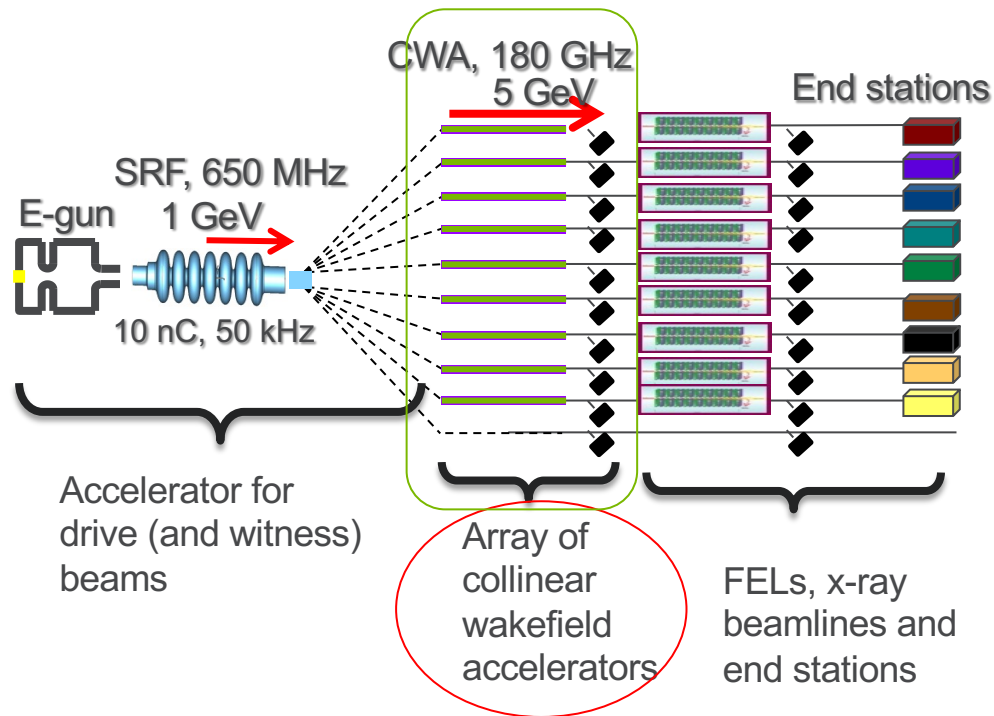 CWA, 180 GHz
5 GeV
End stations
SRF, 650 MHz
1 GeV
E-gun
10 nC, 50 kHz
Accelerator for
drive (and witness)
beams
Array of
collinear
wakefield
accelerators
FELs, x-ray
beamlines and
end stations